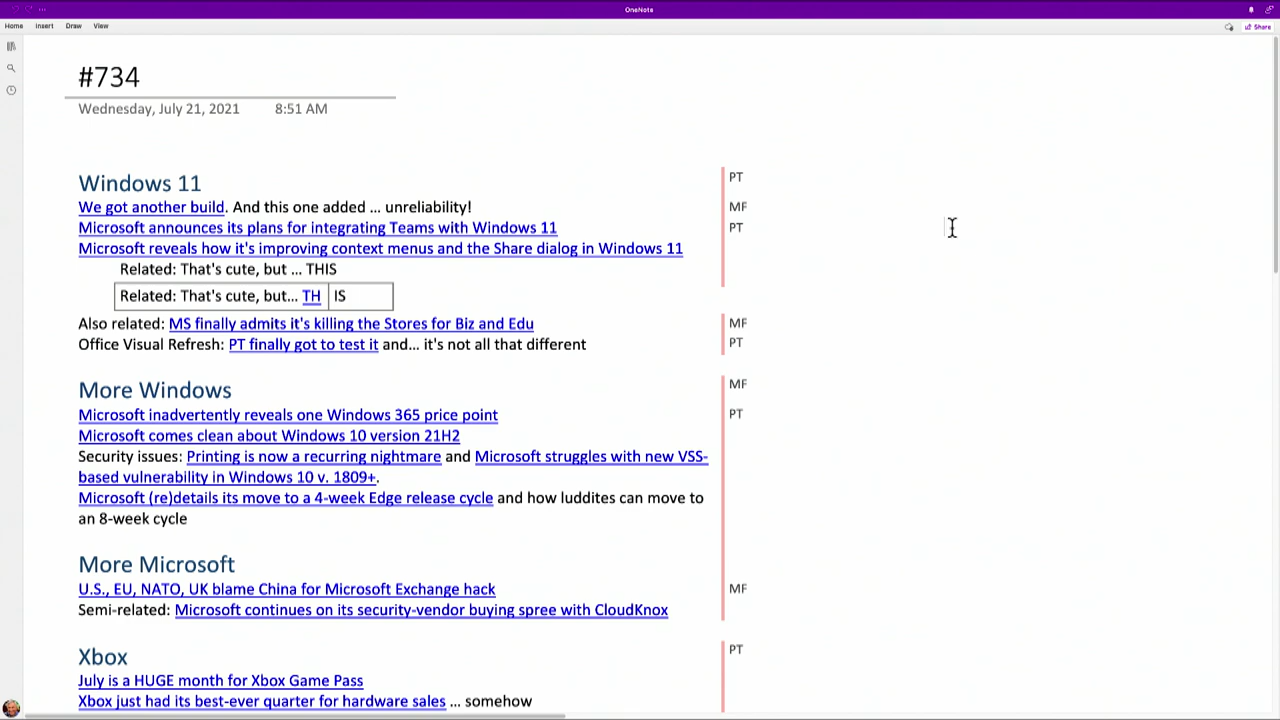 OneNote
Home Insert Draw View
Share
#734
Wednesday, July 21, 2021 8:51 AM
Windows 11 PT
We got another build. And this one added ... unreliability! MF
Microsoft announces its plans for integrating Teams with Windows 11 PT
Microsoft reveals how it's improving context menus and the Share dialog in Windows 11
Related: That's cute, but ... THIS
Related: That's cute, but... TH IS
Also related: MS finally admits it's killing the Stores for Biz and Edu MF
Office Visual Refresh: PT finally got to test it and... it's not all that different PT
More Windows MF
Microsoft inadvertently reveals one Windows 365 price point PT
Microsoft comes clean about Windows 10 version 21H2
Security issues: Printing is now a recurring nightmare and Microsoft struggles with new VSS-
based vulnerability in Windows 10 v. 1809+.
Microsoft (re)details its move to a 4-week Edge release cycle and how luddites can move to
an 8-week cycle
More Microsoft
U.S., EU, NATO, UK blame China for Microsoft Exchange hack MF
Semi-related: Microsoft continues on its security-vendor buying spree with CloudKnox
Xbox PT
July is a HUGE month for Xbox Game Pass
Xbox just had its best-ever quarter for hardware sales ... somehow